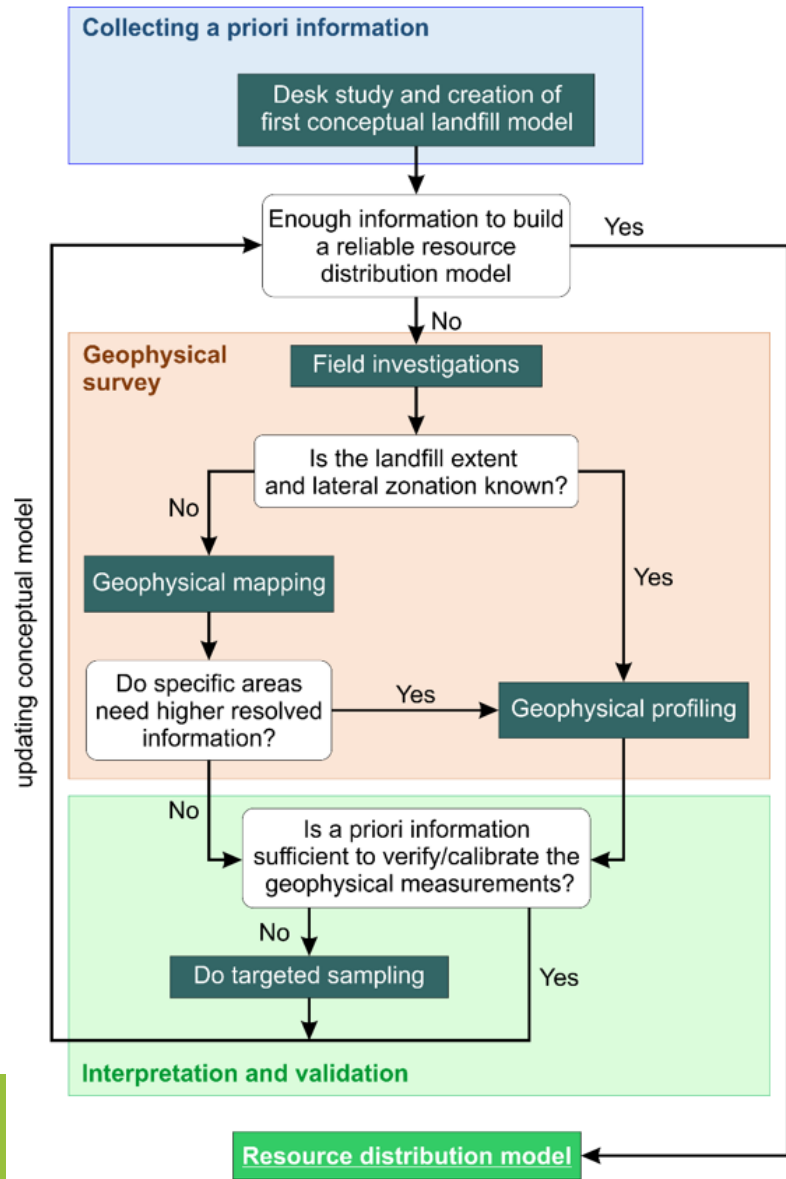 Collecting a priori information
Desk study and creation of
first conceptual landfill model
Enough information to build
a reliable resource
distribution model
Yes
No
Geophysical
survey
Field investigations
Is the landfill extent
and lateral zonation known?
No
Geophysical mapping
Yes
Do specific areas
need higher resolved
information?
Yes
Geophysical profiling
updating conceptual model
No
Is a priori information
sufficient to verify/calibrate the
geophysical measurements?
No
Do targeted sampling
Yes
Interpretation and validation
Resource distribution model